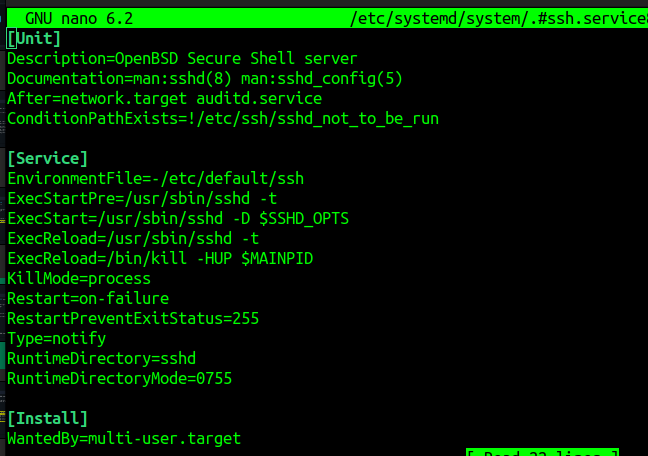 GNU nano 6.2 /etc/systemd/system/.#ssh.service
[Unit]
Description=OpenBSD Secure Shell server
Documentation=man:sshd(8) man:sshd_config(5)
After=network.target auditd.service
ConditionPathExists=!/etc/ssh/sshd_not_to_be_run
[Service]
EnvironmentFile=-/etc/default/ssh
ExecStartPre=/usr/sbin/sshd -t
ExecStart=/usr/sbin/sshd -D $SSHD_OPTS
ExecReload=/usr/sbin/sshd -t
ExecReload=/bin/kill -HUP $MAINPID
KillMode=process
Restart=on-failure
RestartPreventExitStatus=255
Type=notify
RuntimeDirectory=sshd
RuntimeDirectoryMode=0755
[Install]
WantedBy=multi-user.target